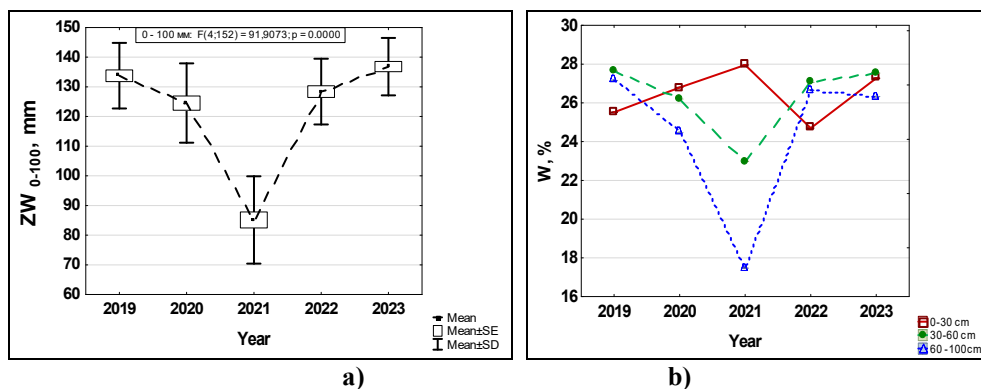 0 - 100 мм: F(4;152) = 91,9073; p = 0.0000
150
140
130
120
110
100
90
80
70
60
ZW 0-100, mm
2019 2020 2021 2022 2023
Year
Mean
Mean±SE
Mean±SD
a)
30
28
26
24
22
20
18
16
W, %
2019 2020 2021 2022 2023
Year
0-30 cm
30-60 cm
60 -100cm
b)